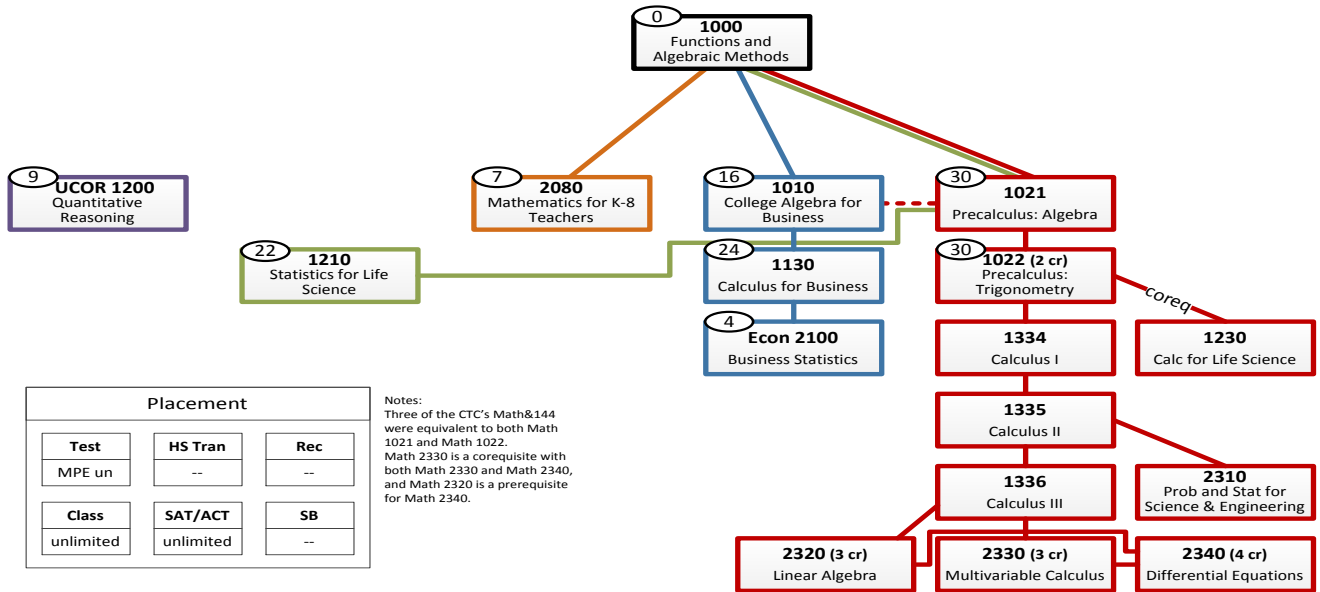 0
1000
Functions and
Algebraic Methods
9
UCOR 1200
Quantitative
Reasoning
7
2080
Mathematics for K-8
Teachers
16
1010
College Algebra for
Business
30
1021
Precalculus: Algebra
22
1210
Statistics for Life
Science
24
1130
Calculus for Business
30
1022 (2 cr)
Precalculus:
Trigonometry
coreq
4
Econ 2100
Business Statistics
1334
Calculus I
1230
Calc for Life Science
1335
Calculus II
1336
Calculus III
2310
Prob and Stat for
Science & Engineering
2320 (3 cr)
Linear Algebra
2330 (3 cr)
Multivariable Calculus
2340 (4 cr)
Differential Equations
Placement
Test
MPE un
HS Tran
--
Rec
--
Class
unlimited
SAT/ACT
unlimited
SB
--
Notes:
Three of the CTC's Math&144
were equivalent to both Math
1021 and Math 1022.
Math 2330 is a corequisite with
both Math 2330 and Math 2340,
and Math 2320 is a prerequisite
for Math 2340.